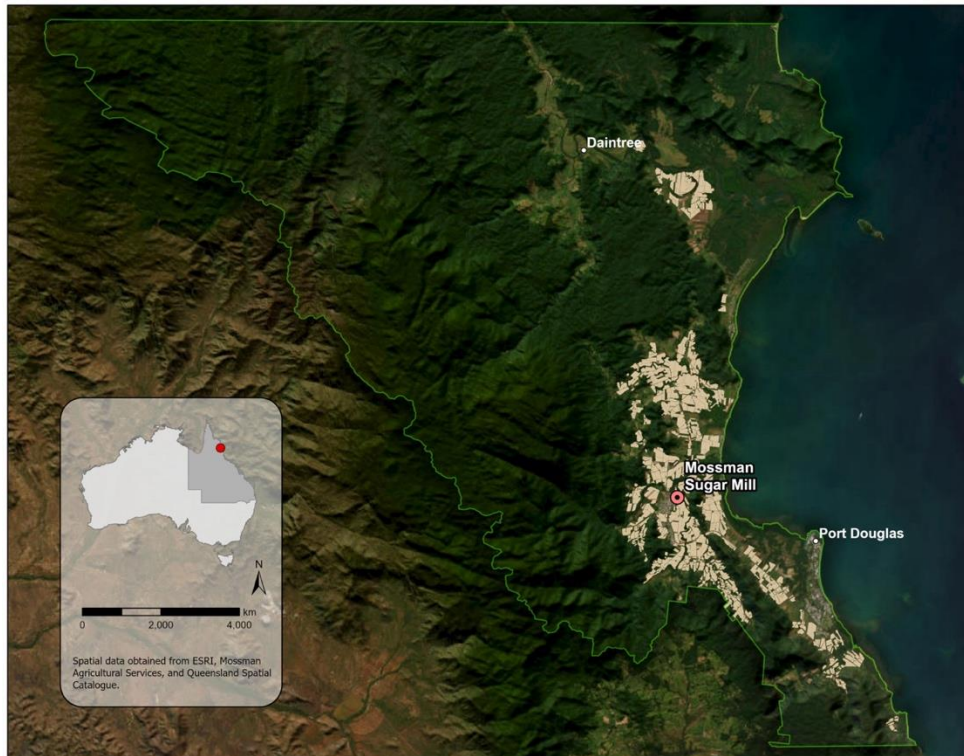 Daintree
Mossman
Sugar Mill
Port Douglas
N
km
0 2,000 4,000
Spatial data obtained from ESRI, Mossman
Agricultural Services, and Queensland Spatial
Catalogue.